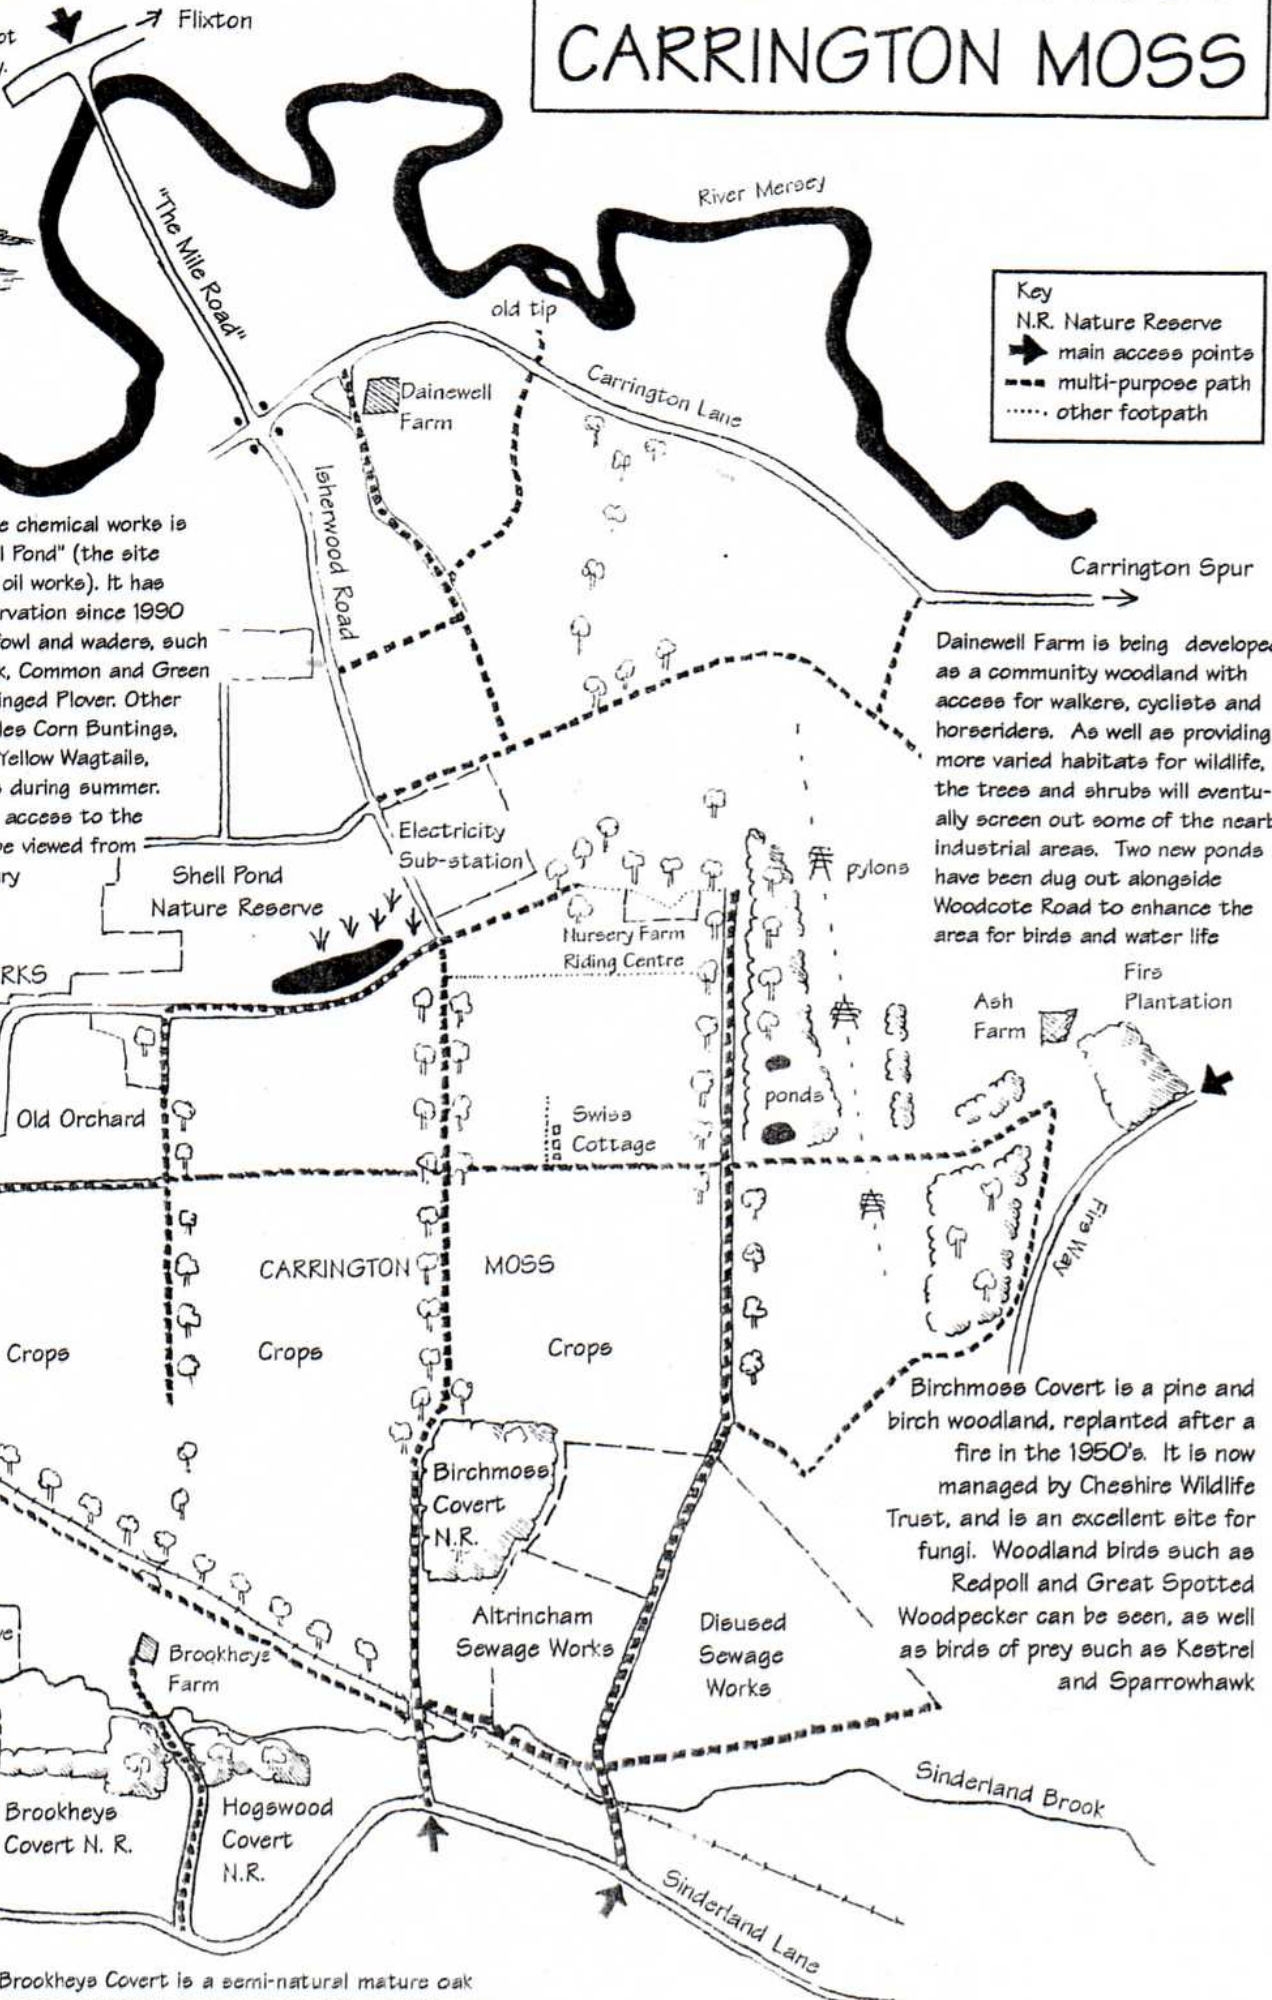 ot
y.
Flixton
CARRINGTON MOSS
"The Mile Road"
River Mersey
old tip
Key
N.R. Nature Reserve
main access points
multi-purpose path
other footpath
Carrington Lane
Dainewell
Farm
Isherwood Road
e chemical works is
l Pond" (the site
oil works). It has
rvation since 1990
fowl and waders, such
k, Common and Green
inged Plover. Other
les Corn Buntings,
Yellow Wagtails,
s during summer.
access to the
be viewed from
ry
Carrington Spur
Dainewell Farm is being developed
as a community woodland with
access for walkers, cyclists and
horseriders. As well as providing
more varied habitats for wildlife,
the trees and shrubs will eventu-
ally screen out some of the nearb
industrial areas. Two new ponds
have been dug out alongside
Woodcote Road to enhance the
area for birds and water life
Electricity
Sub-station
pylons
Shell Pond
Nature Reserve
Nursery Farm
Riding Centre
RKS
Ash
Farm
Firs
Plantation
Old Orchard
ponds
Swiss
Cottage
Firs Way
CARRINGTON MOSS
Crops
Crops
Crops
Birchmoss
Covert
N.R.
Birchmoss Covert is a pine and
birch woodland, replanted after a
fire in the 1950's. It is now
managed by Cheshire Wildlife
Trust, and is an excellent site for
fungi. Woodland birds such as
Redpoll and Great Spotted
Woodpecker can be seen, as well
as birds of prey such as Kestrel
and Sparrowhawk
Altrincham
Sewage Works
Disused
Sewage
Works
ve
Brookheys
Farm
Sinderland Brook
Brookheys
Covert N. R.
Hogswood
Covert
N.R.
Sinderland Lane
Brookheys Covert is a semi-natural mature oak